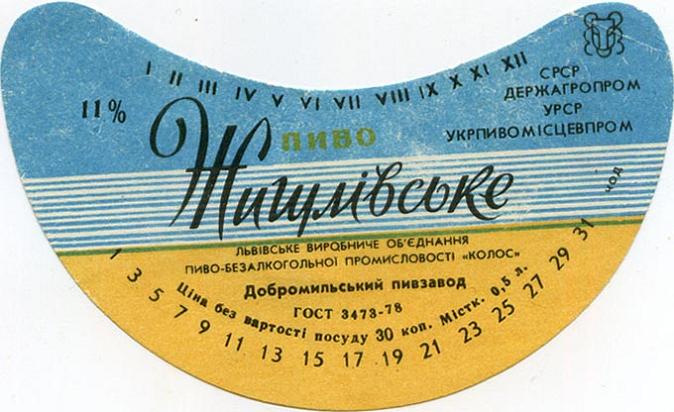 I II III IV V VI VII VIII IX X XI XII
11%
СРСР
ДЕРЖАГРОПРОМ
УРСР
УКРПИВОМІСЦЕВПРОМ
ПИВО
Жигулівське
ЛЬВІВСЬКЕ ВИРОБНИЧЕ ОБ'ЄДНАННЯ
ПИВО-БЕЗАЛКОГОЛЬНОЇ ПРОМИСЛОВОСТІ «КОЛОС»
Добромильський пивзавод
ГОСТ 3473-78
Ціна без вартості посуду 30 коп. Містк. 0,5 л.
1 3 5 7 9 11 13 15 17 19 21 23 25 27 29 31